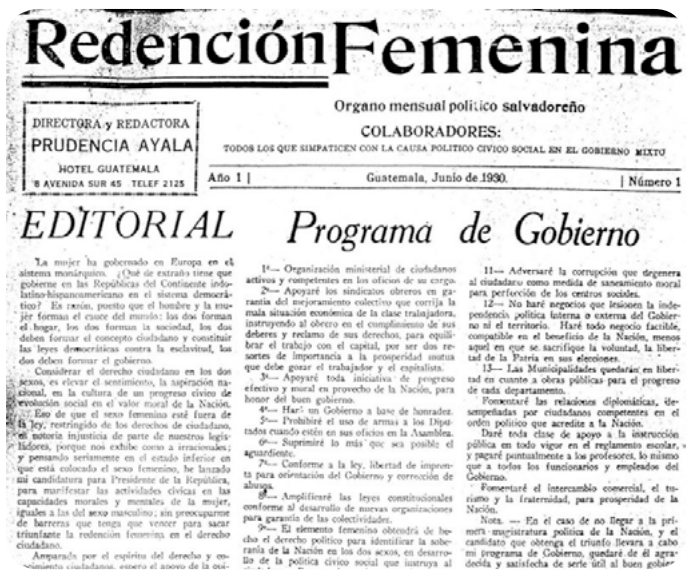 Redención Femenina
DIRECTORA y REDACTORA
PRUDENCIA AYALA
HOTEL GUATEMALA
8 AVENIDA SUR 45 TELEF 2125
Organo mensual politico salvadoreño
COLABORADORES:
TODOS LOS QUE SIMPATICEN CON LA CAUSA POLITICO CIVICO SOCIAL EN EL GOBIERNO MIXTO
Año 1 | Guatemala, Junio de 1930. | Número 1
EDITORIAL
La mujer ha gobernado en Europa en el
sistema monárquico. ¿Qué de extraño tiene que
gobierne en las Repúblicas del Continente indo-
latino-hispanoamericano en el sistema democrá-
tico? Es razón, puesto que el hombre y la mu-
jer forman el cruce del mundo: los dos forman
el hogar, los dos forman la sociedad, los dos
deben formar el concepto ciudadano y constituir
las leyes democráticas contra la esclavitud, los
dos deben formar el gobierno.
Considerar el derecho ciudadano en los dos
sexos, es elevar el sentimiento, la aspiración na-
cional, en la cultura de un progreso cívico de
evolución social en el valor moral de la Nación.
Eso de que el sexo femenino esté fuera de
la ley, restringido de los derechos de ciudadano,
es notoria injusticia de parte de nuestros legis-
ladores, porque nos exhibe como a irracionales;
y pensando seriamente en el estado inferior en
que está colocado el sexo femenino, he lanzado
mi candidatura para Presidente de la República,
para manifestar las actividades cívicas en las
capacidades morales y mentales de la mujer,
iguales a las del sexo masculino; sin preocuparme
de barreras que tenga que vencer para sacar
triunfante la redención femenina en el derecho
ciudadano.
Amparada por el espíritu del derecho y
Programa de Gobierno
1ª— Organización ministerial de ciudadanos
activos y competentes en los oficios de su cargo.
2ª— Apoyaré los sindicatos obreros en ga-
rantía del mejoramiento colectivo que corrija la
mala situación económica de la clase trabajadora,
instruyendo al obrero en el cumplimiento de sus
deberes y reclamo de sus derechos, para equili-
brar el trabajo con el capital, por ser dos re-
sortes de importancia a la prosperidad mutua
que debe gozar el trabajador y el capitalista.
3ª— Apoyaré toda iniciativa de progreso
efectivo y moral en provecho de la Nación, para
honor del buen gobierno.
4ª— Haré un Gobierno a base de honradez.
5ª— Prohibiré el uso de armas a los Dipu-
tados cuando estén en sus oficios en la Asamblea.
6ª— Suprimiré lo más que sea posible el
aguardiente.
7ª— Conforme a la ley, libertad de impren-
ta para orientación del Gobierno y corrección de
abusos.
8ª— Amplificaré las leyes constitucionales
conforme al desarrollo de nuevas organizaciones
para garantía de las colectividades.
9ª— El elemento femenino obtendrá de he-
cho el derecho político para identificar la sobe-
ranía de la Nación en los dos sexos, en desarro-
llo de la política cívico social que instruya al
11— Adversaré la corrupción que degenera
al ciudadano como medida de saneamiento moral
para perfección de los centros sociales.
12— No haré negocios que lesionen la inde-
pendencia política interna o externa del Gobier-
no ni el territorio. Haré todo negocio factible,
compatible en el beneficio de la Nación, menos
aquel en que se sacrifique la voluntad, la liber-
tad de la Patria en sus elecciones.
13— Las Municipalidades quedarán en liber-
tad en cuanto a obras públicas para el progreso
de cada departamento.
Fomentaré las relaciones diplomáticas, de-
sempeñadas por ciudadanos competentes en el
orden político que acredite a la Nación.
Daré toda clase de apoyo a la instrucción
pública en todo vigor en el reglamento escolar,
y pagaré puntualmente a los profesores, lo mismo
que a todos los funcionarios y empleados del
Gobierno.
Fomentaré el intercambio comercial, el tu-
rismo y la fraternidad, para prosperidad de la
Nación.
Nota. — En el caso de no llegar a la pri-
mera magistratura política de la Nación, y el
candidato que obtenga el triunfo llevara a cabo
mi programa de Gobierno, quedaré de él agra-
decida y satisfecha de serle útil al buen gobier-